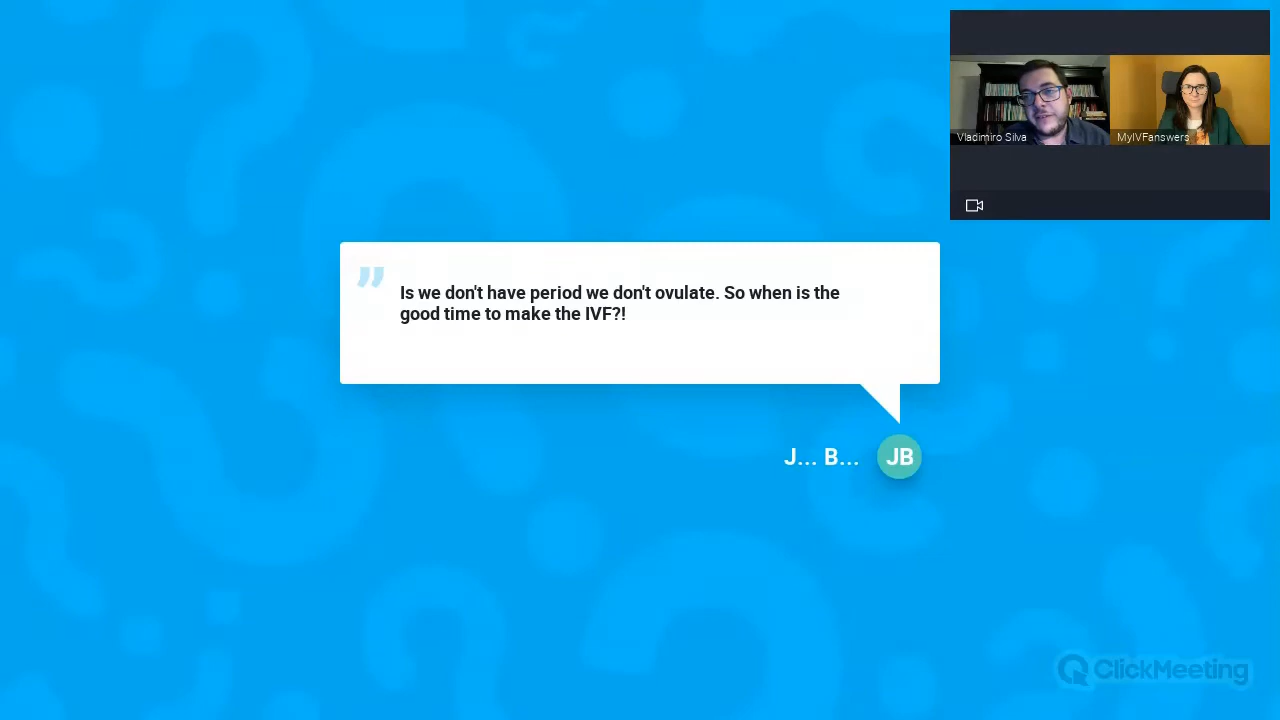 Vladimiro Silva
MyIVFanswers
Is we don't have period we don't ovulate. So when is the
good time to make the IVF?!
J... B...
JB
ClickMeeting